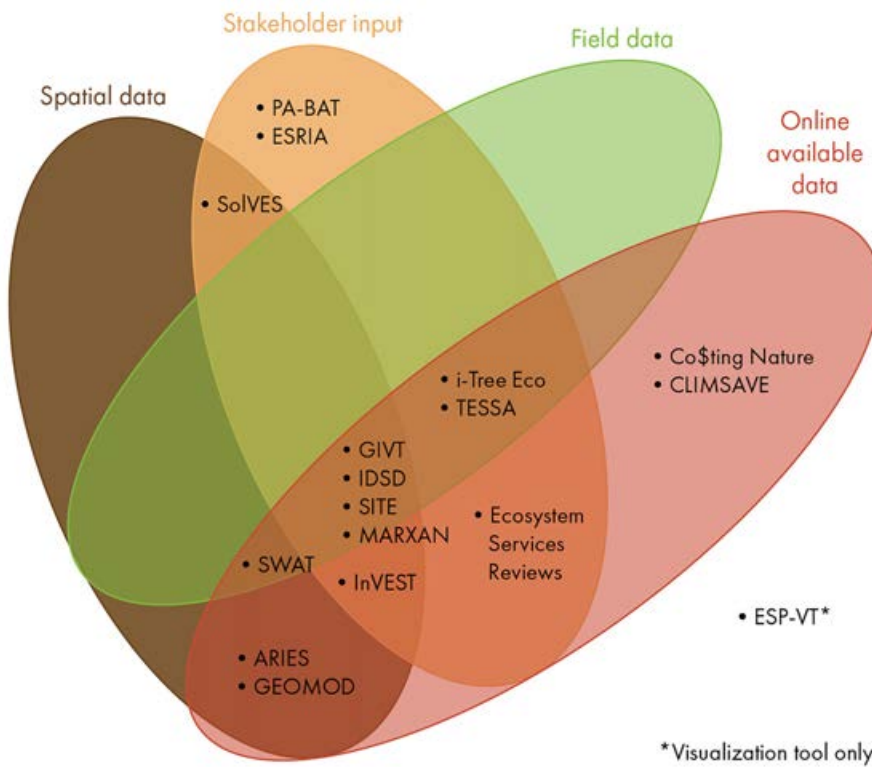 Stakeholder input
Field data
Spatial data
Online
available
data
• PA-BAT
• ESRIA
• SolVES
• Co$ting Nature
• CLIMSAVE
• i-Tree Eco
• TESSA
• GIVT
• IDSD
• SITE
• MARXAN
• Ecosystem
Services
Reviews
• SWAT
• InVEST
• ESP-VT*
• ARIES
• GEOMOD
*Visualization tool only